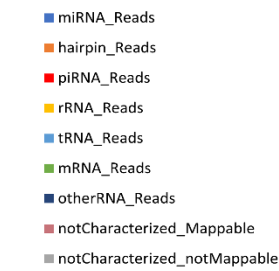 miRNA_Reads
hairpin_Reads
piRNA_Reads
rRNA_Reads
tRNA_Reads
mRNA_Reads
otherRNA_Reads
notCharacterized_Mappable
notCharacterized_notMappable